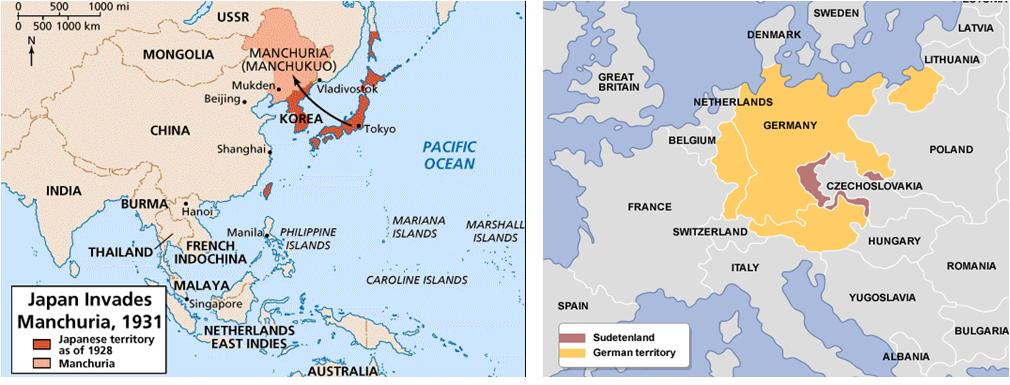 0 500 1000 mi
0 500 1000 km
N
USSR
MONGOLIA
MANCHURIA
(MANCHUKUO)
Mukden
Vladivostok
Beijing
KOREA
Tokyo
CHINA
Shanghai
PACIFIC
OCEAN
INDIA
BURMA
Hanoi
MARIANA
ISLANDS
MARSHALL
ISLANDS
Manila
PHILIPPINE
ISLANDS
THAILAND
FRENCH
INDOCHINA
CAROLINE ISLANDS
MALAYA
Singapore
NETHERLANDS
EAST INDIES
AUSTRALIA
Japan Invades
Manchuria, 1931
Japanese territory
as of 1928
Manchuria
SWEDEN
LATVIA
DENMARK
LITHUANIA
GREAT
BRITAIN
NETHERLANDS
GERMANY
BELGIUM
POLAND
CZECHOSLOVAKIA
FRANCE
SWITZERLAND
HUNGARY
ITALY
ROMANIA
YUGOSLAVIA
SPAIN
BULGARIA
ALBANIA
Sudetenland
German territory